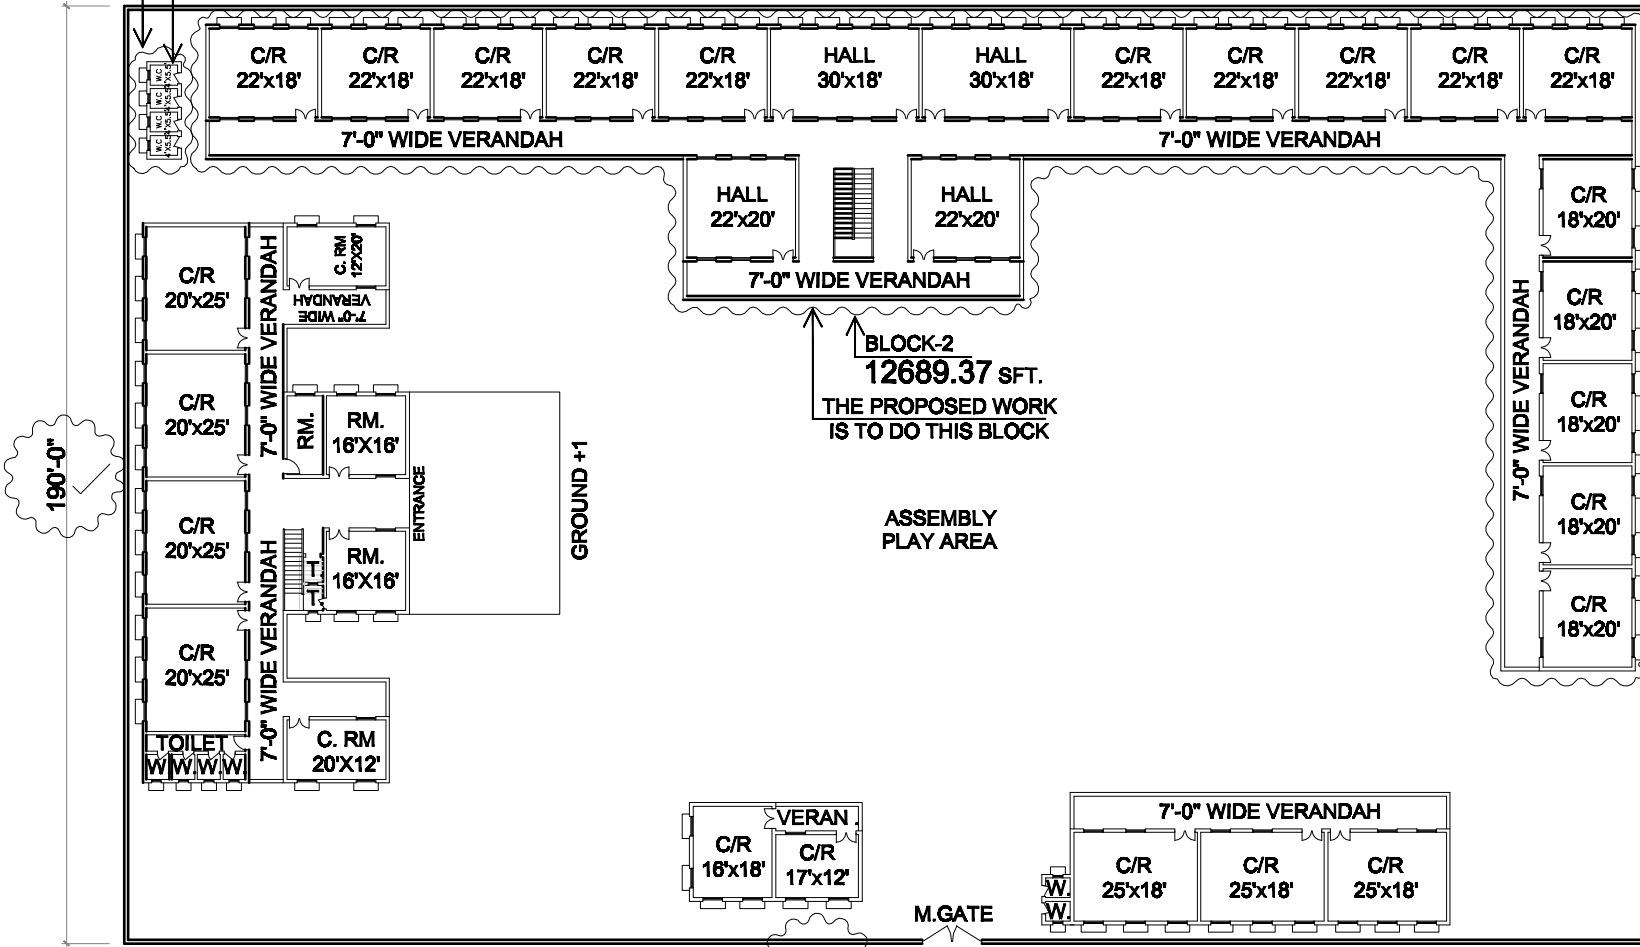 C/R
22'x18'
C/R
22'x18'
C/R
22'x18'
C/R
22'x18'
C/R
22'x18'
HALL
30'x18'
HALL
30'x18'
C/R
22'x18'
C/R
22'x18'
C/R
22'x18'
C/R
22'x18'
C/R
22'x18'
W.C
W.C
W.C
W.C
4'X5.5'
7'-0" WIDE VERANDAH
7'-0" WIDE VERANDAH
HALL
22'x20'
HALL
22'x20'
7'-0" WIDE VERANDAH
C/R
18'x20'
C/R
18'x20'
C/R
18'x20'
C/R
18'x20'
C/R
18'x20'
7'-0" WIDE VERANDAH
BLOCK-2
12689.37 SFT.
THE PROPOSED WORK
IS TO DO THIS BLOCK
C/R
20'x25'
C/R
20'x25'
C/R
20'x25'
C/R
20'x25'
7'-0" WIDE VERANDAH
7'-0" WIDE VERANDAH
C. RM
12'X20'
7'-0" WIDE
VERANDAH
RM.
RM.
16'X16'
ENTRANCE
GROUND +1
RM.
16'X16'
T.
T.
190'-0"
ASSEMBLY
PLAY AREA
TOILET
W. W. W. W.
C. RM
20'X12'
VERAN .
C/R
16'x18'
C/R
17'x12'
M.GATE
7'-0" WIDE VERANDAH
W.
W.
C/R
25'x18'
C/R
25'x18'
C/R
25'x18'